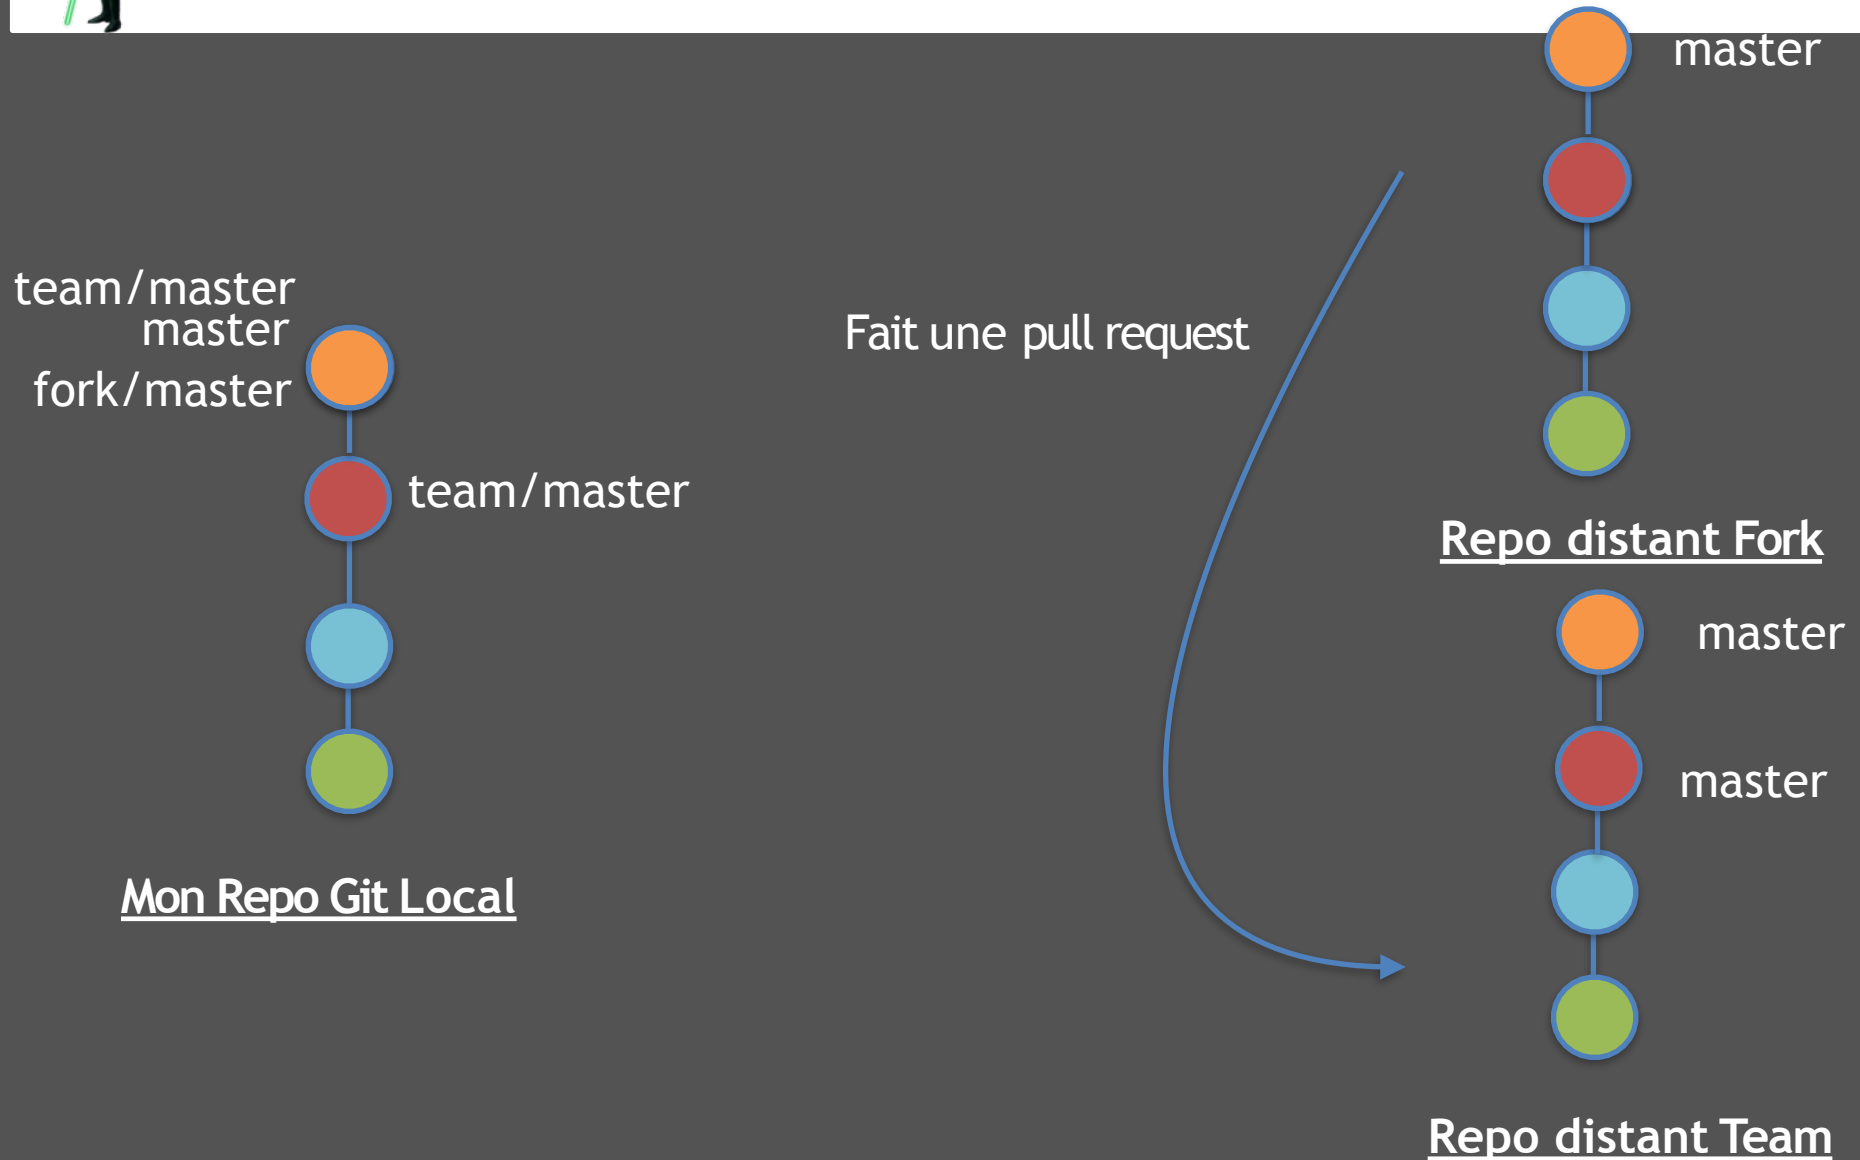 master
team/master
master
fork/master
Fait une pull request
team/master
Repo distant Fork
master
master
Mon Repo Git Local
Repo distant Team